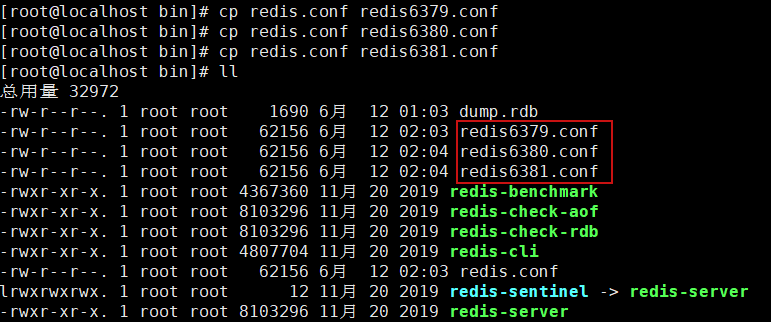 [root@localhost bin]# cp redis.conf redis6379.conf
[root@localhost bin]# cp redis.conf redis6380.conf
[root@localhost bin]# cp redis.conf redis6381.conf
[root@localhost bin]# ll
总用量 32972
-rw-r--r--. 1 root root    1690 6月  12 01:03 dump.rdb
-rw-r--r--. 1 root root   62156 6月  12 02:03 redis6379.conf
-rw-r--r--. 1 root root   62156 6月  12 02:04 redis6380.conf
-rw-r--r--. 1 root root   62156 6月  12 02:04 redis6381.conf
-rwxr-xr-x. 1 root root 4367360 11月 20 2019 redis-benchmark
-rwxr-xr-x. 1 root root 8103296 11月 20 2019 redis-check-aof
-rwxr-xr-x. 1 root root 8103296 11月 20 2019 redis-check-rdb
-rwxr-xr-x. 1 root root 4807704 11月 20 2019 redis-cli
-rw-r--r--. 1 root root   62156 6月  12 02:03 redis.conf
lrwxrwxrwx. 1 root root      12 11月 20 2019 redis-sentinel -> redis-server
-rwxr-xr-x. 1 root root 8103296 11月 20 2019 redis-server